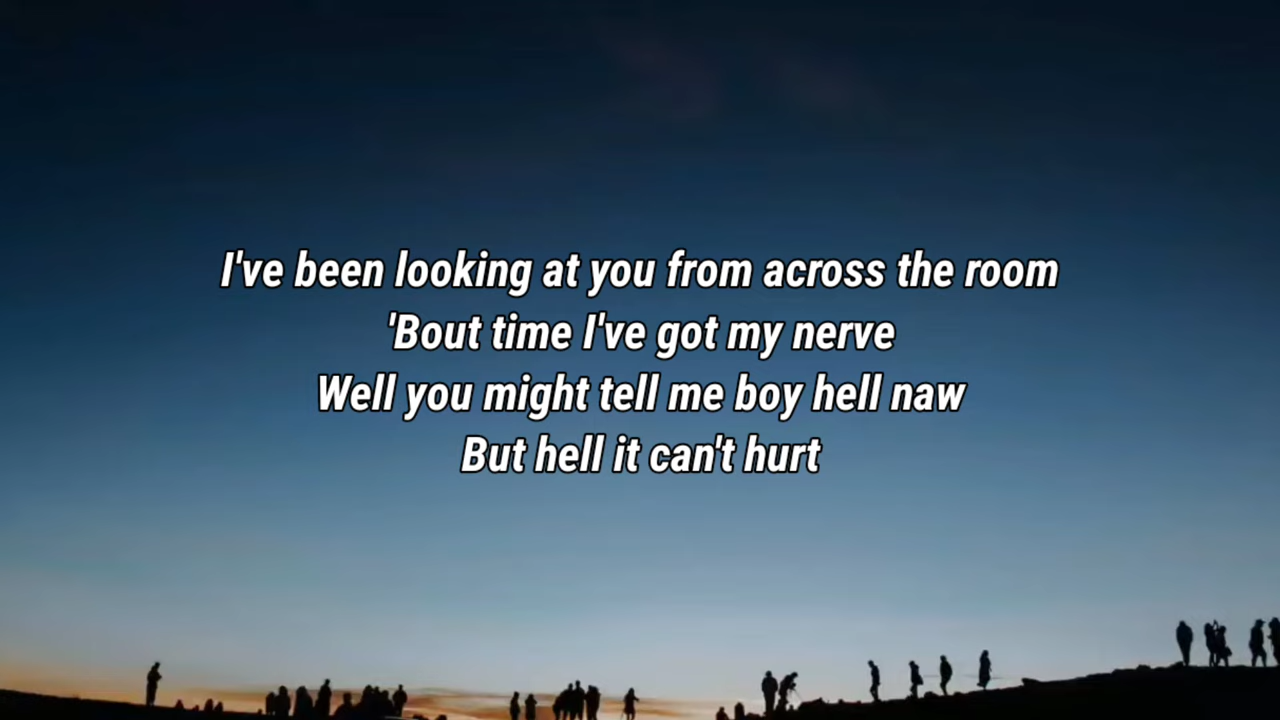 I've been looking at you from across the room
'Bout time I've got my nerve
Well you might tell me boy hell naw
But hell it can't hurt